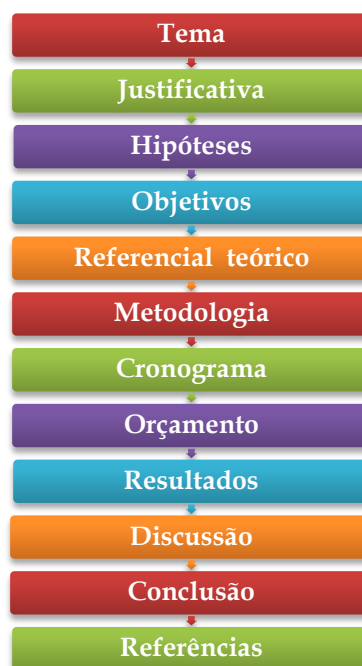 Tema
Justificativa
Hipóteses
Objetivos
Referencial teórico
Metodologia
Cronograma
Orçamento
Resultados
Discussão
Conclusão
Referências